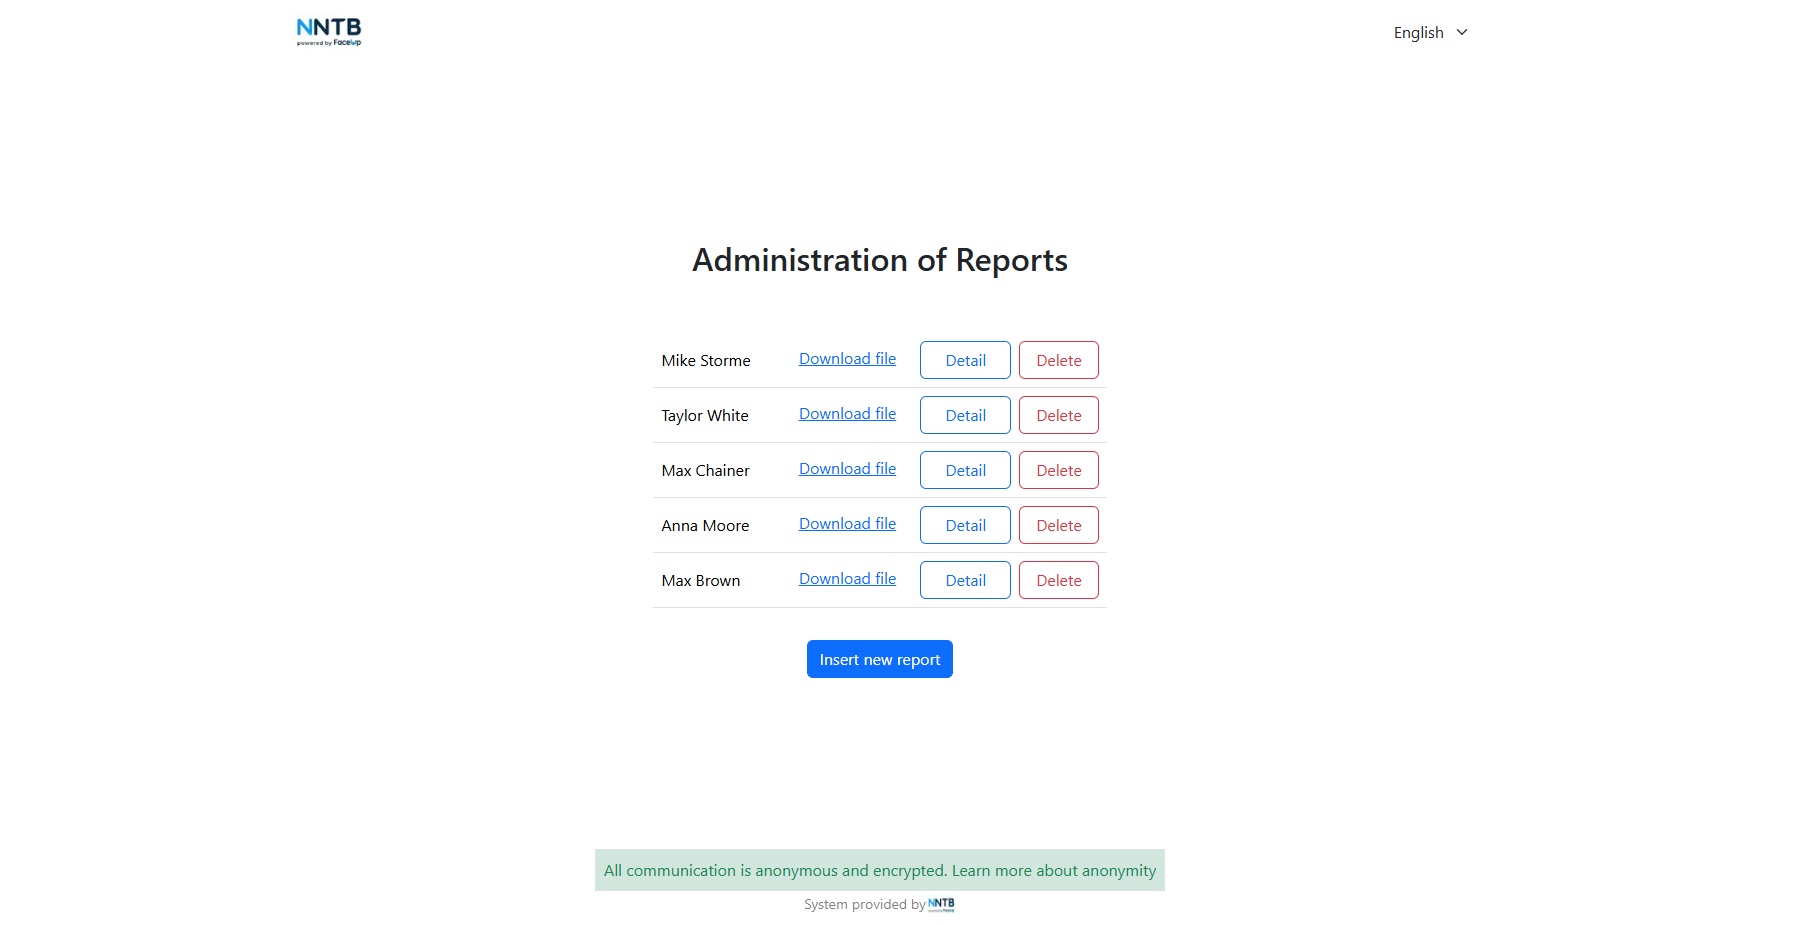 NNTB
powered by FaceUp
English
Administration of Reports
Mike Storme Download file Detail Delete
Taylor White Download file Detail Delete
Max Chainer Download file Detail Delete
Anna Moore Download file Detail Delete
Max Brown Download file Detail Delete
Insert new report
All communication is anonymous and encrypted. Learn more about anonymity
System provided by NNTB